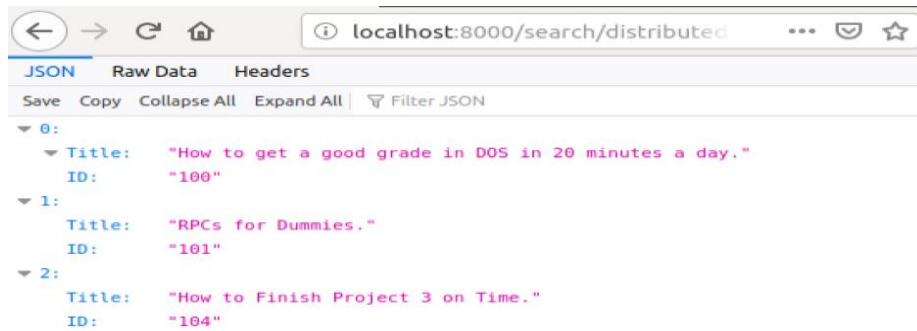 localhost:8000/search/distributed
JSON Raw Data Headers
Save Copy Collapse All Expand All Filter JSON
0:
Title: "How to get a good grade in DOS in 20 minutes a day."
ID: "100"
1:
Title: "RPCs for Dummies."
ID: "101"
2:
Title: "How to Finish Project 3 on Time."
ID: "104"